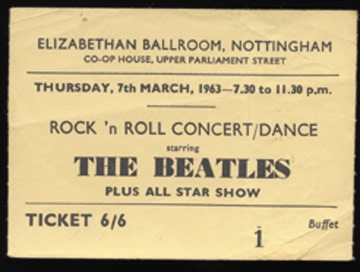 ELIZABETHAN BALLROOM, NOTTINGHAM
CO-OP HOUSE, UPPER PARLIAMENT STREET
THURSDAY, 7th MARCH, 1963—7.30 to 11.30 p.m.
ROCK 'n ROLL CONCERT/DANCE
starring
THE BEATLES
PLUS ALL STAR SHOW
TICKET 6/6
Buffet
1